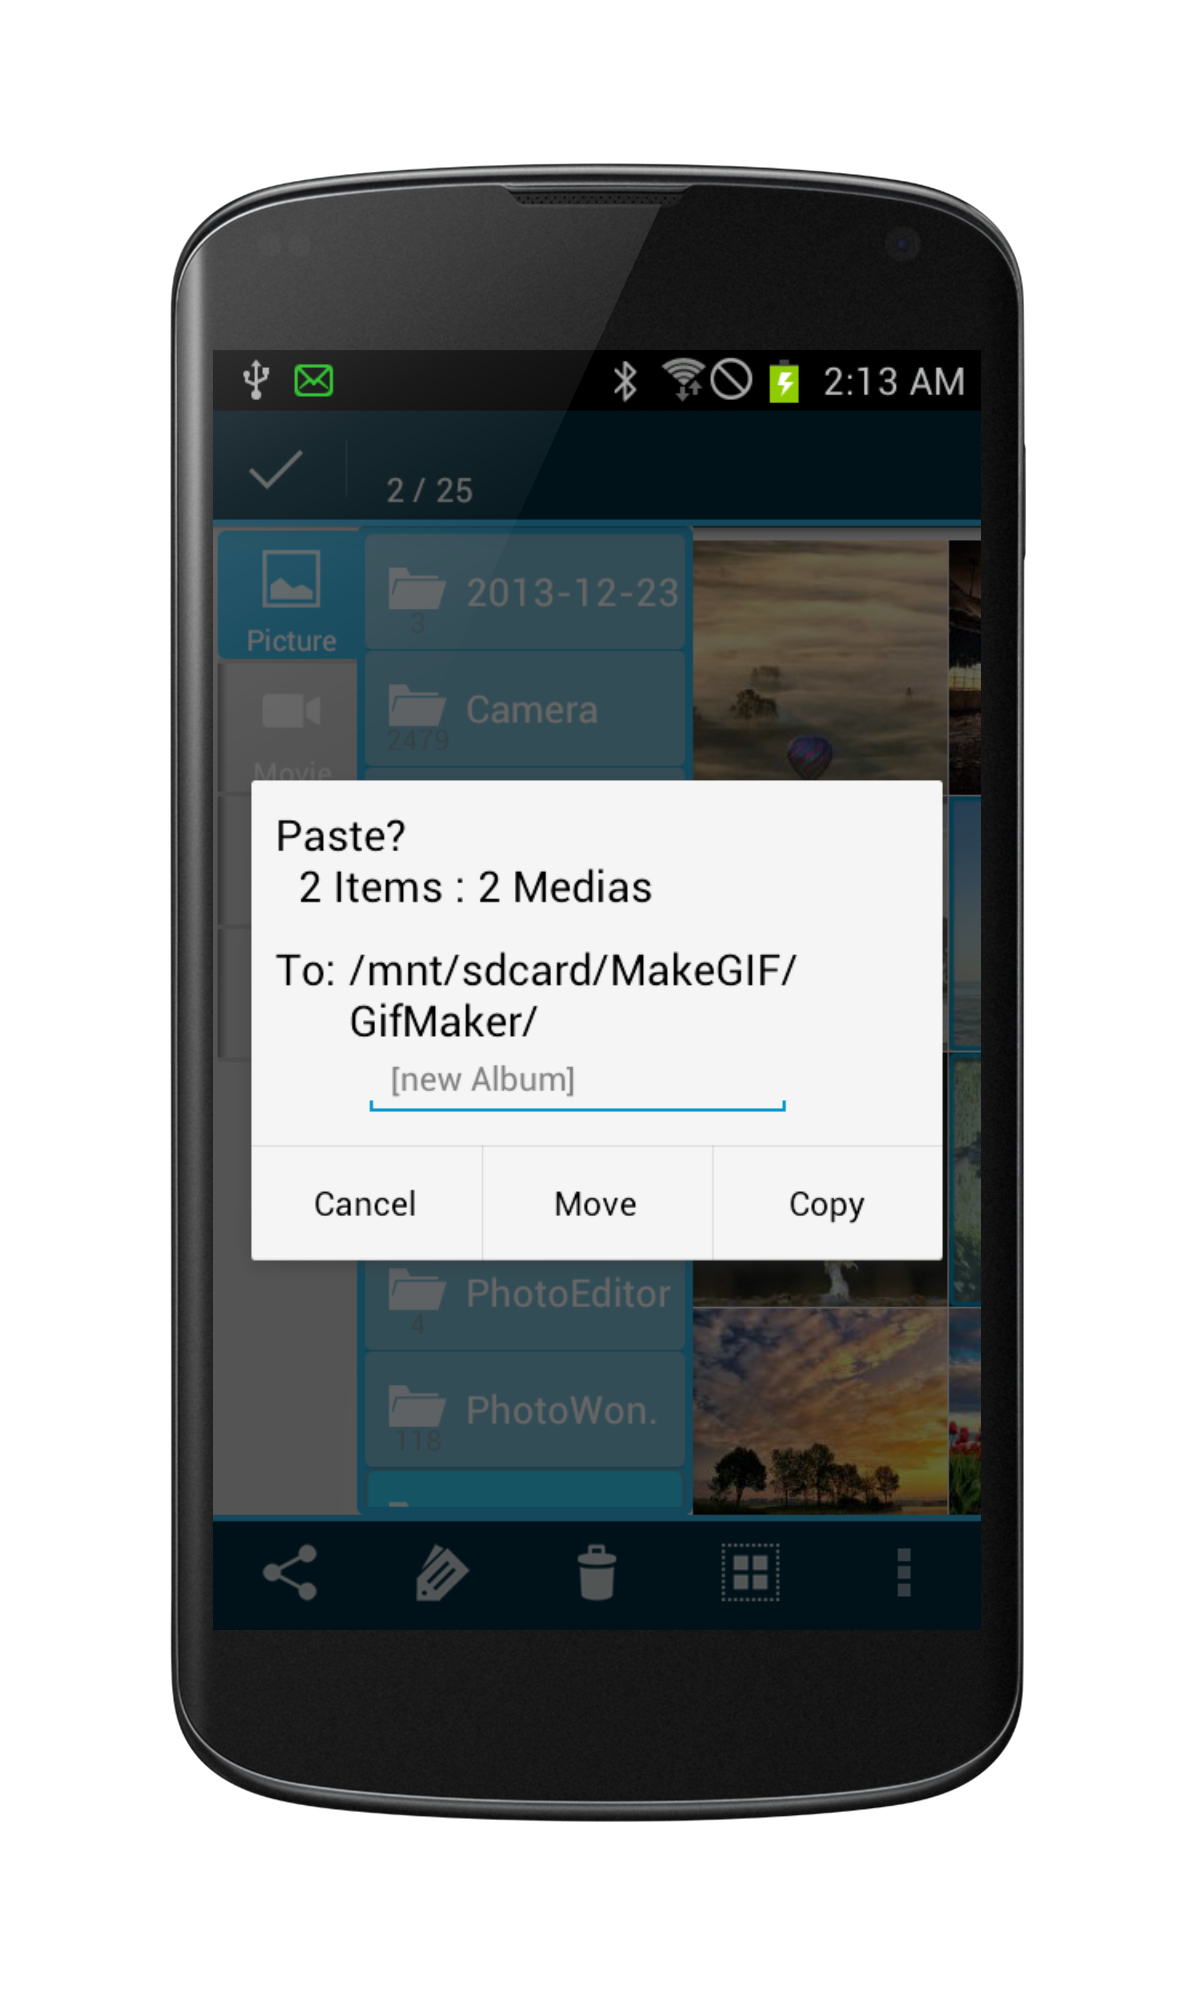 2:13 AM
2 / 25
Picture
2013-12-23
3
Camera
2479
Movie
Paste?
2 Items : 2 Medias
To: /mnt/sdcard/MakeGIF/
GifMaker/
[new Album]
Cancel
Move
Copy
PhotoEditor
4
PhotoWon.
118